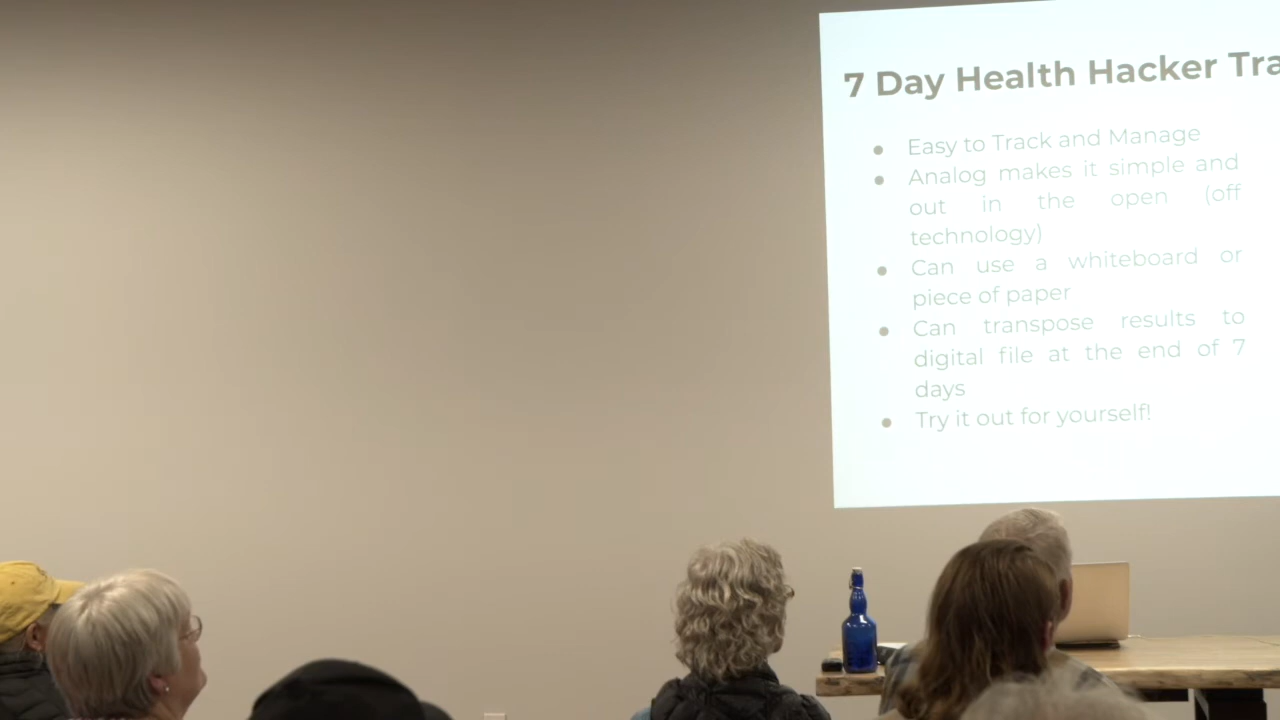 7 Day Health Hacker Tra
• Easy to Track and Manage
• Analog makes it simple and
out in the open (off
technology)
• Can use a whiteboard or
piece of paper
• Can transpose results to
digital file at the end of 7
days
• Try it out for yourself!